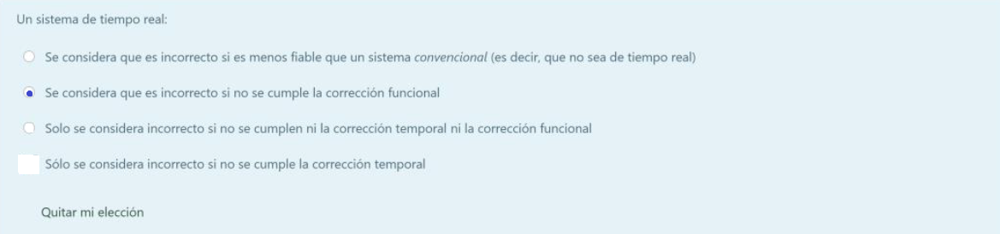 Un sistema de tiempo real:
Se considera que es incorrecto si es menos fiable que un sistema convencional (es decir, que no sea de tiempo real)
Se considera que es incorrecto si no se cumple la corrección funcional
Solo se considera incorrecto si no se cumplen ni la corrección temporal ni la corrección funcional
Sólo se considera incorrecto si no se cumple la corrección temporal
Quitar mi elección